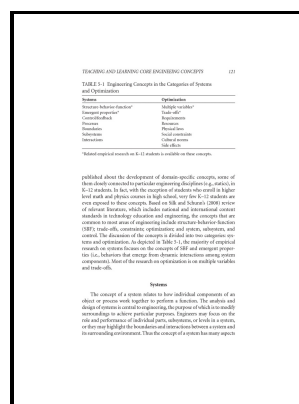 TEACHING AND LEARNING CORE ENGINEERING CONCEPTS 121
TABLE 5-1 Engineering Concepts in the Categories of Systems
and Optimization
Systems Optimization
Structure-behavior-function* Multiple variables*
Emergent properties* Trade-offs*
Control/feedback Requirements
Processes Resources
Boundaries Physical laws
Subsystems Social constraints
Interactions Cultural norms
Side effects
*Related empirical research on K–12 students is available on these concepts.
published about the development of domain-specific concepts, some of
them closely connected to particular engineering disciplines (e.g., statics), in
K–12 students. In fact, with the exception of students who enroll in higher
level math and physics courses in high school, very few K–12 students are
even exposed to these concepts. Based on Silk and Schunn's (2008) review
of relevant literature, which includes national and international content
standards in technology education and engineering, the concepts that are
common to most areas of engineering include structure-behavior-function
(SBF); trade-offs, constraints; optimization; and system, subsystem, and
control. The discussion of the concepts is divided into two categories: sys-
tems and optimization. As depicted in Table 5-1, the majority of empirical
research on systems focuses on the concepts of SBF and emergent proper-
ties (i.e., behaviors that emerge from dynamic interactions among system
components). Most of the research on optimization is on multiple variables
and trade-offs.
Systems
The concept of a system relates to how individual components of an
object or process work together to perform a function. The analysis and
design of systems is central to engineering, the purpose of which is to modify
surroundings to achieve particular purposes. Engineers may focus on the
role and performance of individual parts, subsystems, or levels in a system,
or they may highlight the boundaries and interactions between a system and
its surrounding environment. Thus the concept of system has many aspects